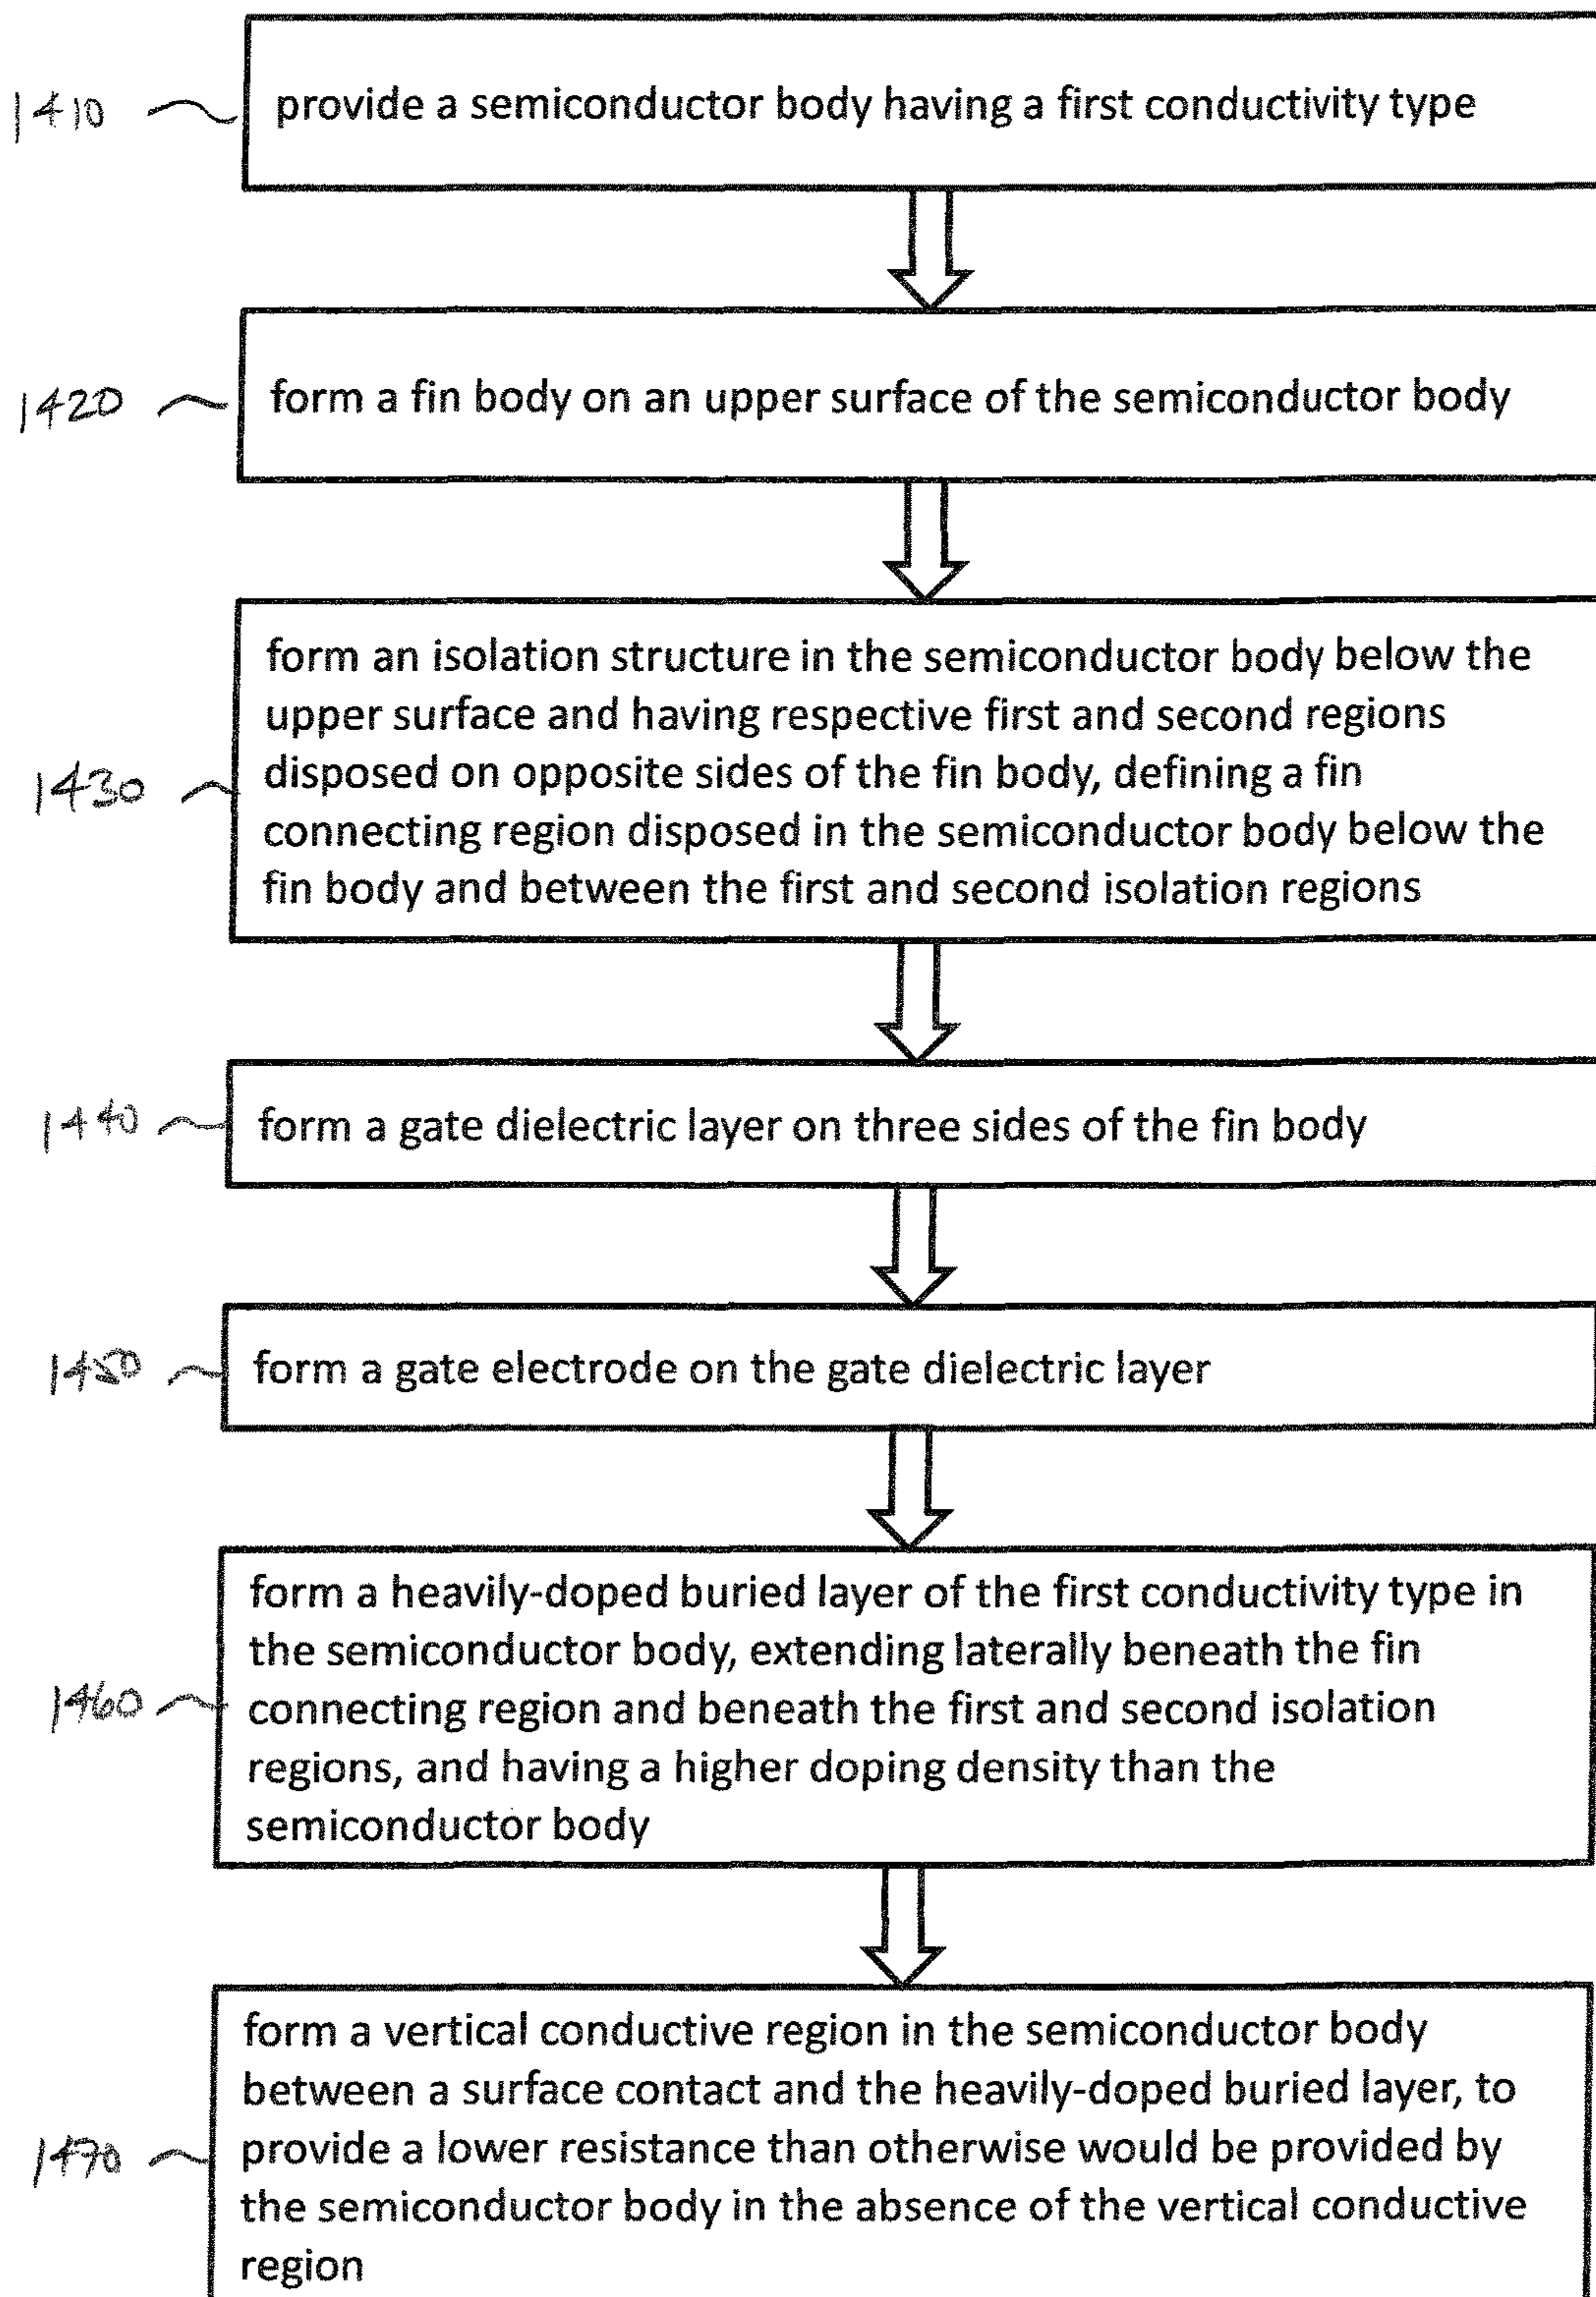 1410 provide a semiconductor body having a first conductivity type
1420 form a fin body on an upper surface of the semiconductor body
form an isolation structure in the semiconductor body below the
upper surface and having respective first and second regions
1430 disposed on opposite sides of the fin body, defining a fin
connecting region disposed in the semiconductor body below the
fin body and between the first and second isolation regions
1440 form a gate dielectric layer on three sides of the fin body
1450 form a gate electrode on the gate dielectric layer
form a heavily-doped buried layer of the first conductivity type in
the semiconductor body, extending laterally beneath the fin
1460 connecting region and beneath the first and second isolation
regions, and having a higher doping density than the
semiconductor body
form a vertical conductive region in the semiconductor body
between a surface contact and the heavily-doped buried layer, to
1470 provide a lower resistance than otherwise would be provided by
the semiconductor body in the absence of the vertical conductive
region